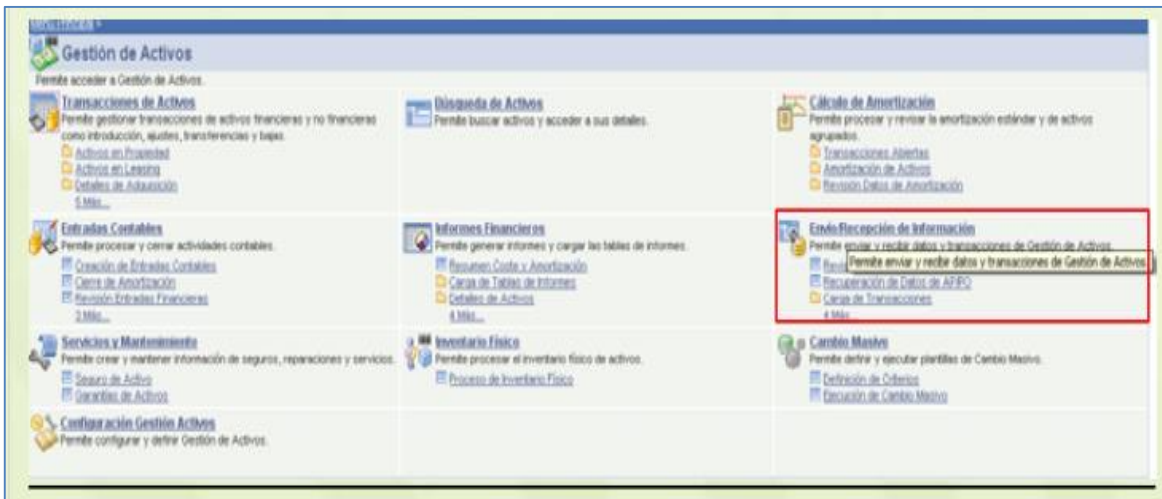 Menú Principal >
Gestión de Activos
Permite acceder a Gestión de Activos.
Transacciones de Activos
Permite gestionar transacciones de activos financieros y no financieros
como introducción, ajustes, transferencias y bajas.
Activos en Propiedad
Activos en Leasing
Detalles de Adquisición
5 Más...
Búsqueda de Activos
Permite buscar activos y acceder a sus detalles.
Cálculo de Amortización
Permite procesar y revisar la amortización estándar y de activos
agrupados.
Transacciones Abiertas
Amortización de Activos
Revisión Datos de Amortización
Entradas Contables
Permite procesar y cerrar actividades contables.
Creación de Entradas Contables
Cierre de Amortización
Revisión Entradas Financieras
3 Más...
Informes Financieros
Permite generar informes y cargar las tablas de informes.
Resumen Coste y Amortización
Carga de Tablas de Informes
Detalles de Activos
4 Más...
Envío/Recepción de Información
Permite enviar y recibir datos y transacciones de Gestión de Activos.
Permite enviar y recibir datos y transacciones de Gestión de Activos.
Recuperación de Datos de AP/PO
Carga de Transacciones
4 Más...
Servicios y Mantenimiento
Permite crear y mantener información de seguros, reparaciones y servicios.
Seguro de Activo
Garantías de Activos
Inventario Físico
Permite procesar el inventario físico de activos.
Proceso de Inventario Físico
Cambio Masivo
Permite definir y ejecutar plantillas de Cambio Masivo.
Definición de Criterios
Ejecución de Cambio Masivo
Configuración Gestión Activos
Permite configurar y definir Gestión de Activos.